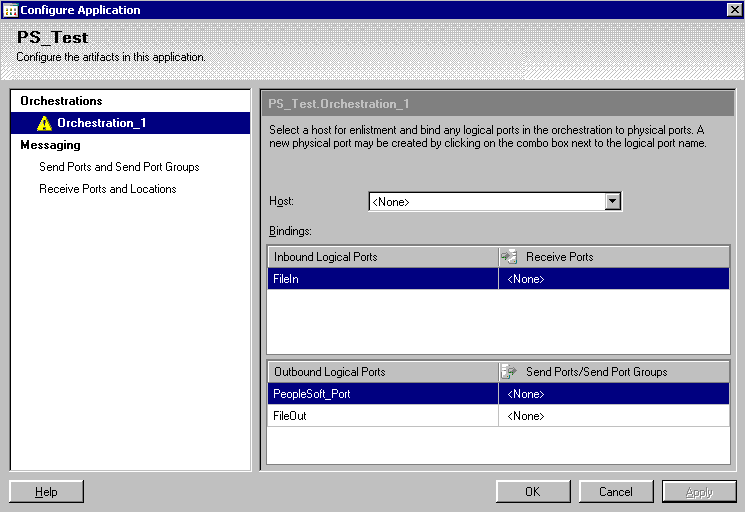 Configure Application
PS_Test
Configure the artifacts in this application.
Orchestrations
Orchestration_1
Messaging
Send Ports and Send Port Groups
Receive Ports and Locations
PS_Test.Orchestration_1
Select a host for enlistment and bind any logical ports in the orchestration to physical ports. A
new physical port may be created by clicking on the combo box next to the logical port name.
Host: <None>
Bindings:
Inbound Logical Ports Receive Ports
FileIn <None>
Outbound Logical Ports Send Ports/Send Port Groups
PeopleSoft_Port <None>
FileOut <None>
Help OK Cancel Apply